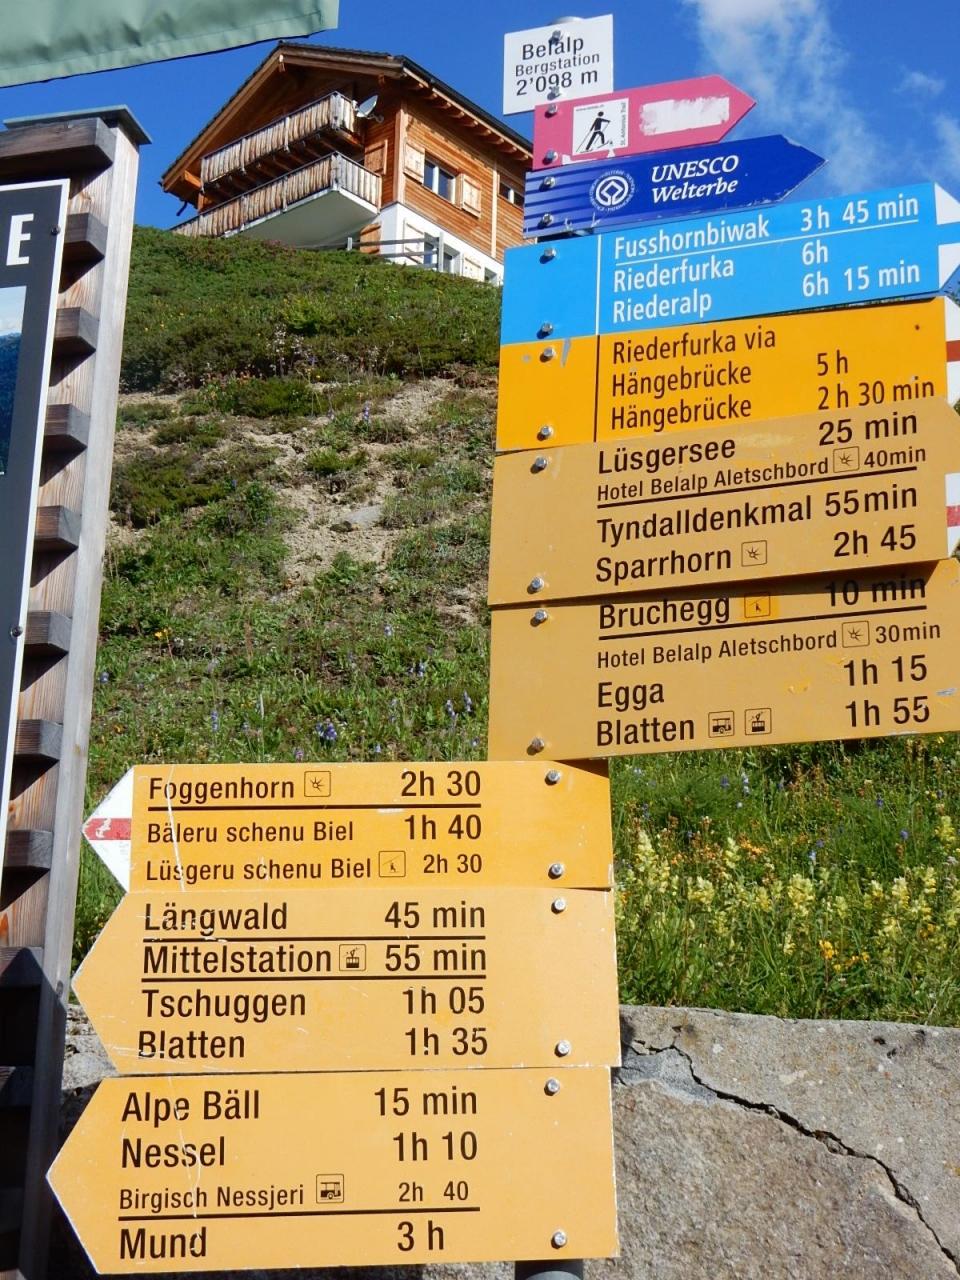 E
Belalp
Bergstation
2'098 m
UNESCO
Welterbe
Fusshornbiwak 3h 45 min
Riederfurka 6h
Riederalp 6h 15 min
Riederfurka via
Hängebrücke 5 h
Hängebrücke 2 h 30 min
Lüsgersee 25 min
Hotel Belalp Aletschbord 40min
Tyndalldenkmal 55min
Sparrhorn 2h 45
Bruchegg 10 min
Hotel Belalp Aletschbord 30min
Egga 1h 15
Blatten 1h 55
Foggenhorn 2h 30
Bäleru schenu Biel 1h 40
Lüsgeru schenu Biel 2h 30
Längwald 45 min
Mittelstation 55 min
Tschuggen 1h 05
Blatten 1h 35
Alpe Bäll 15 min
Nessel 1h 10
Birgisch Nessjeri 2h 40
Mund 3 h